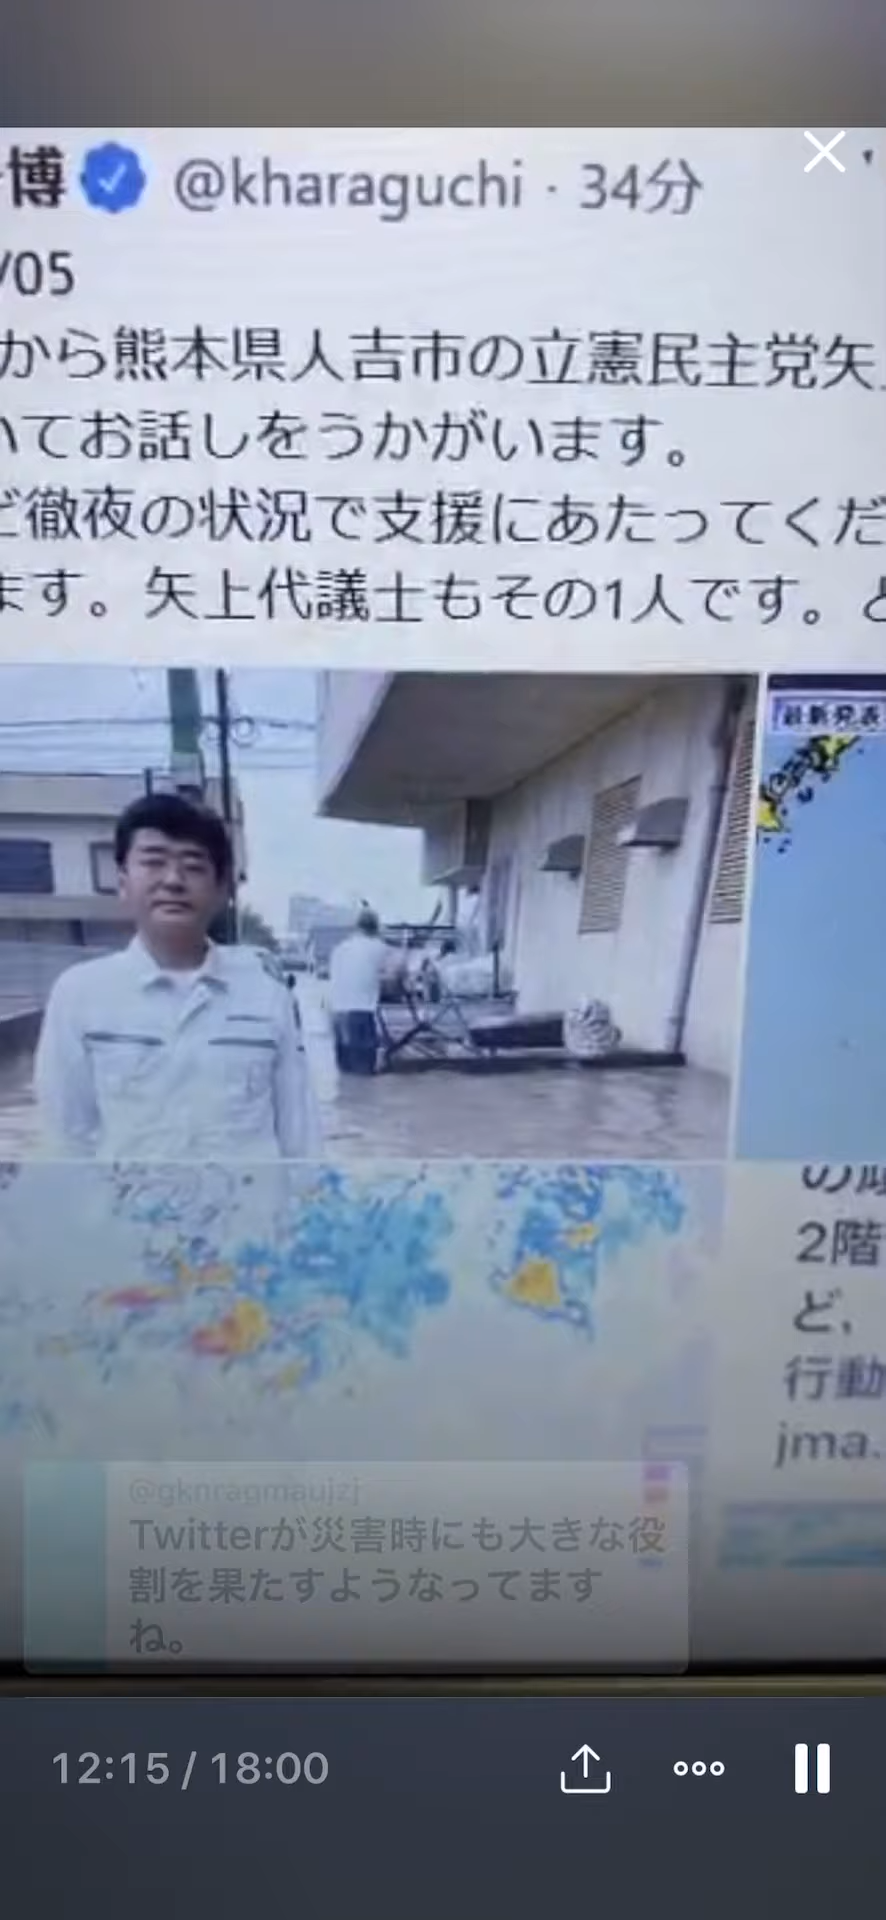 博 @kharaguchi · 34分
/05
から熊本県人吉市の立憲民主党矢
いてお話しをうかがいます。
ど徹夜の状況で支援にあたってくだ
ます。矢上代議士もその1人です。と
最新発表
2階
ど,
行動
jma.
@gknragmaujzj
Twitterが災害時にも大きな役
割を果たすようなってます
ね。
12:15 / 18:00